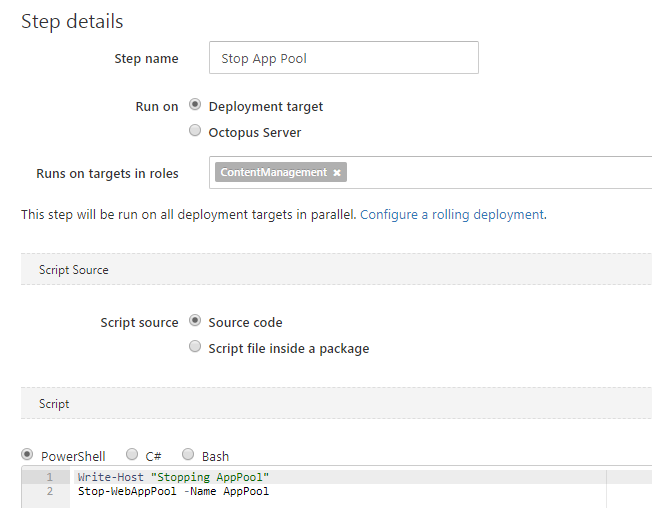 Step details
Step name Stop App Pool
Run on Deployment target
Octopus Server
Runs on targets in roles ContentManagement ×
This step will be run on all deployment targets in parallel. Configure a rolling deployment.
Script Source
Script source Source code
Script file inside a package
Script
PowerShell C# Bash
1 Write-Host "Stopping AppPool"
2 Stop-WebAppPool -Name AppPool